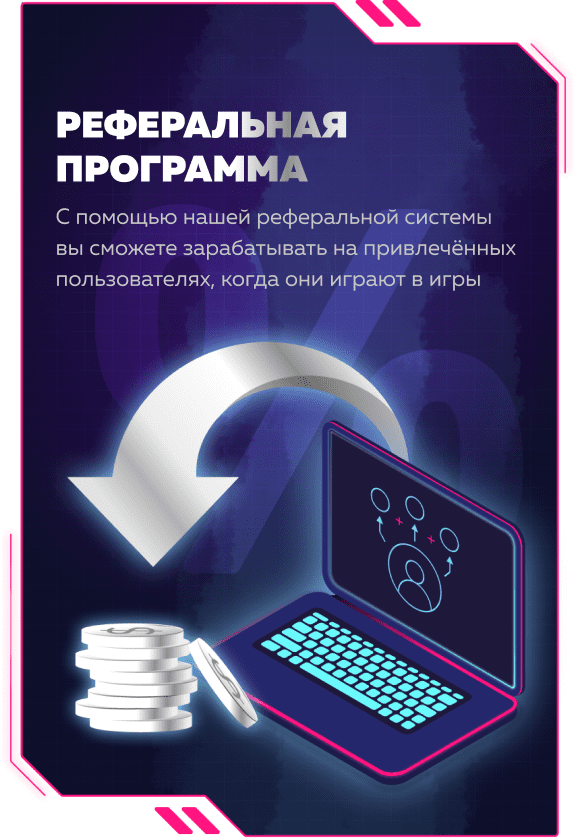 РЕФЕРАЛЬНАЯ
ПРОГРАММА
С помощью нашей реферальной системы
вы сможете зарабатывать на привлечённых
пользователях, когда они играют в игры
%
$
$